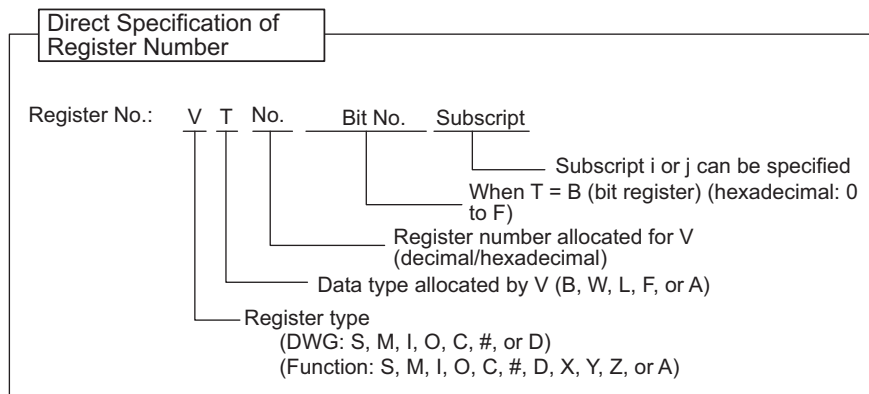 Direct Specification of
Register Number
Register No.: V T No. Bit No. Subscript
Subscript i or j can be specified
When T = B (bit register) (hexadecimal: 0
to F)
Register number allocated for V
(decimal/hexadecimal)
Data type allocated by V (B, W, L, F, or A)
Register type
(DWG: S, M, I, O, C, #, or D)
(Function: S, M, I, O, C, #, D, X, Y, Z, or A)